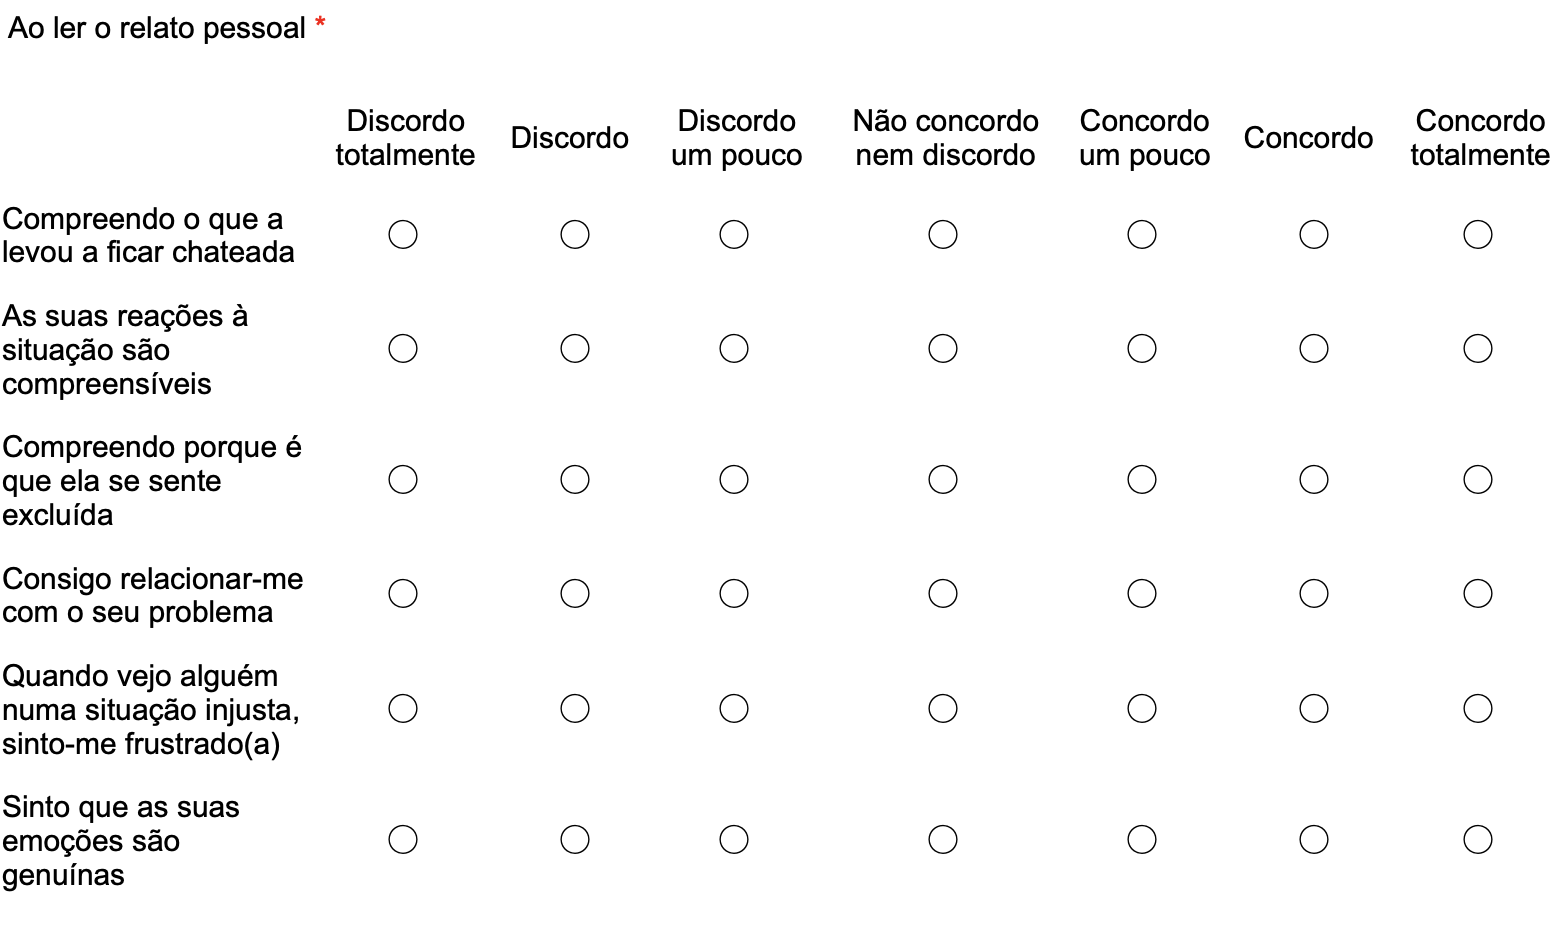 Ao ler o relato pessoal *
Discordo totalmente
Discordo
Discordo um pouco
Não concordo nem discordo
Concordo um pouco
Concordo
Concordo totalmente
Compreendo o que a
levou a ficar chateada
As suas reações à
situação são
compreensíveis
Compreendo porque é
que ela se sente
excluída
Consigo relacionar-me
com o seu problema
Quando vejo alguém
numa situação injusta,
sinto-me frustrado(a)
Sinto que as suas
emoções são
genuínas